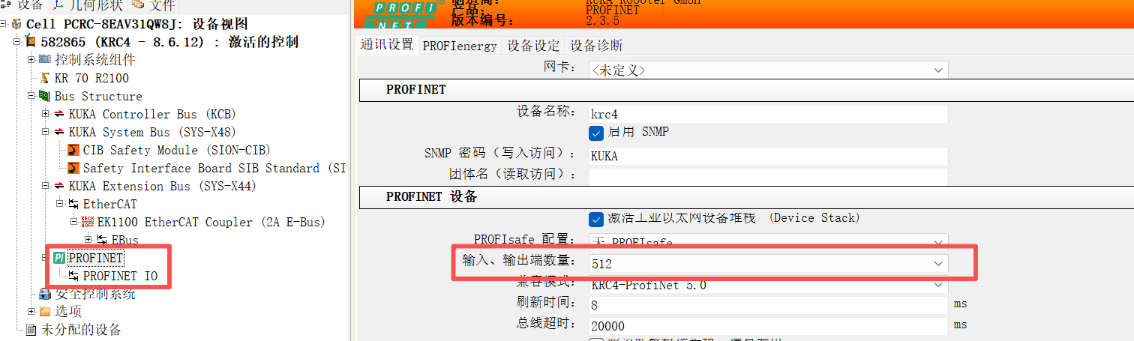 设备 几何形状 文件
Cell PCRC-8EAV31QW8J: 设备视图
582865 (KRC4 - 8.6.12) : 激活的控制
控制系统组件
KR 70 R2100
Bus Structure
KUKA Controller Bus (KCB)
KUKA System Bus (SYS-X48)
CIB Safety Module (SION-CIB)
Safety Interface Board SIB Standard (SI
KUKA Extension Bus (SYS-X44)
EtherCAT
EK1100 EtherCAT Coupler (2A E-Bus)
EBus
PROFINET
PROFINET IO
安全控制系统
选项
未分配的设备
PROFI
NET
KUKA Roboter GmbH
产品: PROFINET
版本编号: 2.3.5
通讯设置 PROFIenergy 设备设定 设备诊断
网卡: <未定义>
PROFINET
设备名称: krc4
启用 SNMP
SNMP 密码 (写入访问): KUKA
团体名 (读取访问):
PROFINET 设备
激活工业以太网设备堆栈 (Device Stack)
PROFIsafe 配置: 无 PROFIsafe
输入、输出端数量: 512
兼容模式: KRC4-ProfiNet 5.0
刷新时间: 8 ms
总线超时: 20000 ms